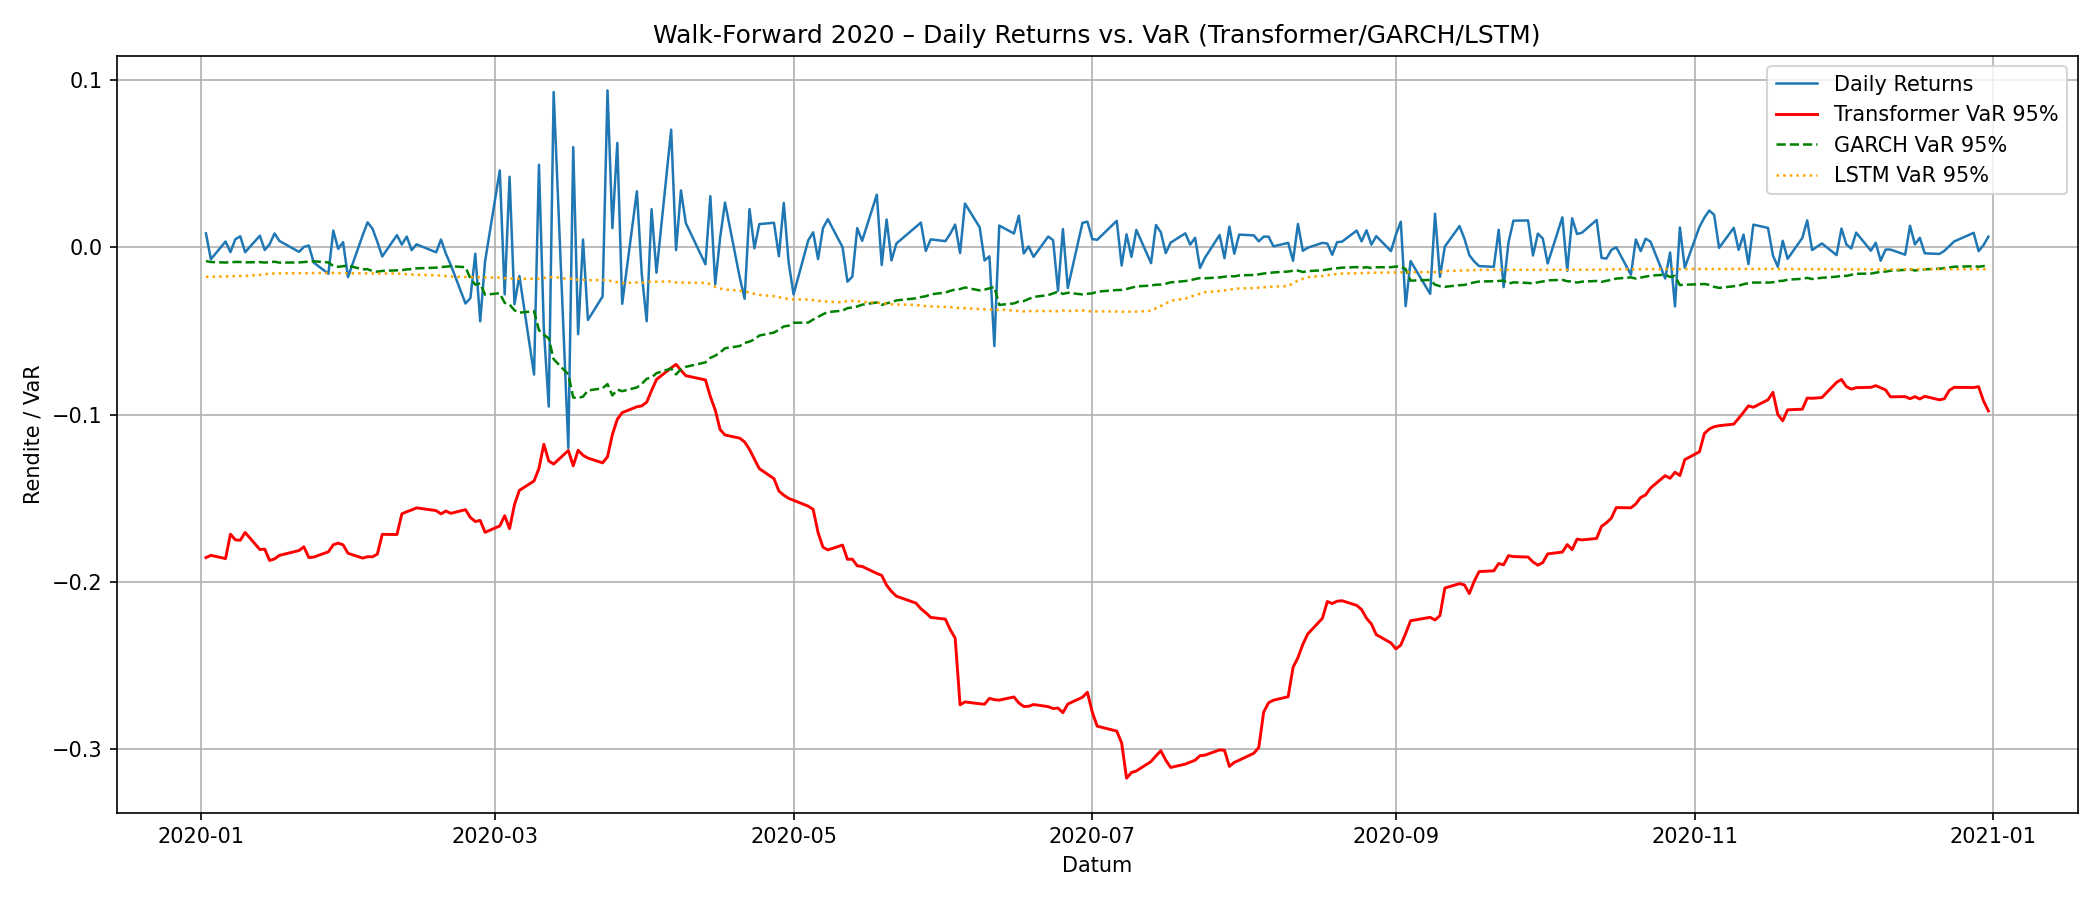 Walk-Forward 2020 – Daily Returns vs. VaR (Transformer/GARCH/LSTM)
Daily Returns
Transformer VaR 95%
GARCH VaR 95%
LSTM VaR 95%
Rendite / VaR
0.1
0.0
−0.1
−0.2
−0.3
2020-01
2020-03
2020-05
2020-07
2020-09
2020-11
2021-01
Datum